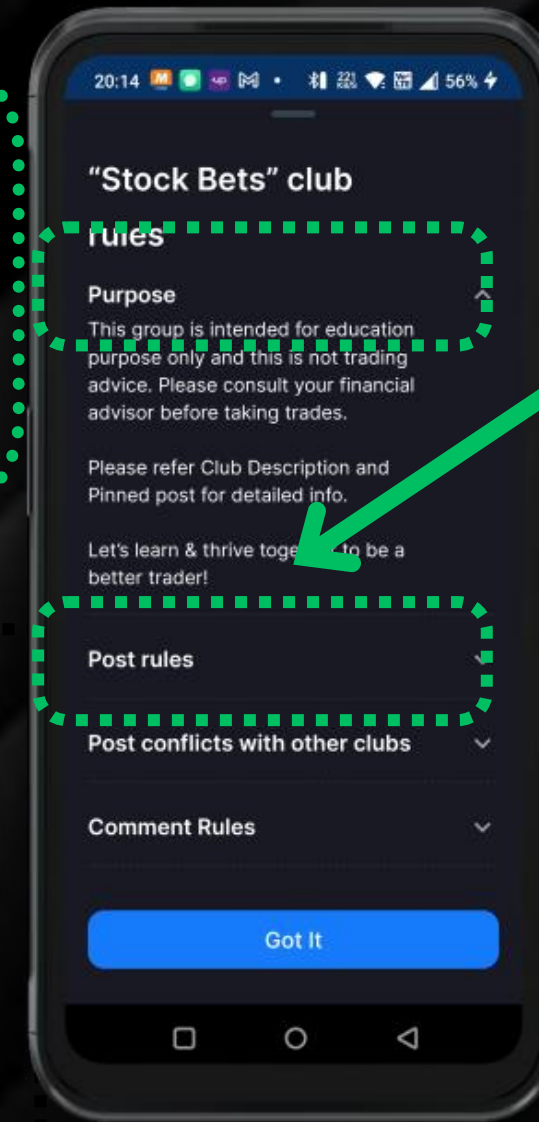 20:14 56%
“Stock Bets” club
rules
Purpose
This group is intended for education
purpose only and this is not trading
advice. Please consult your financial
advisor before taking trades.
Please refer Club Description and
Pinned post for detailed info.
Let's learn & thrive to be a
better trader!
Post rules
Post conflicts with other clubs
Comment Rules
Got It